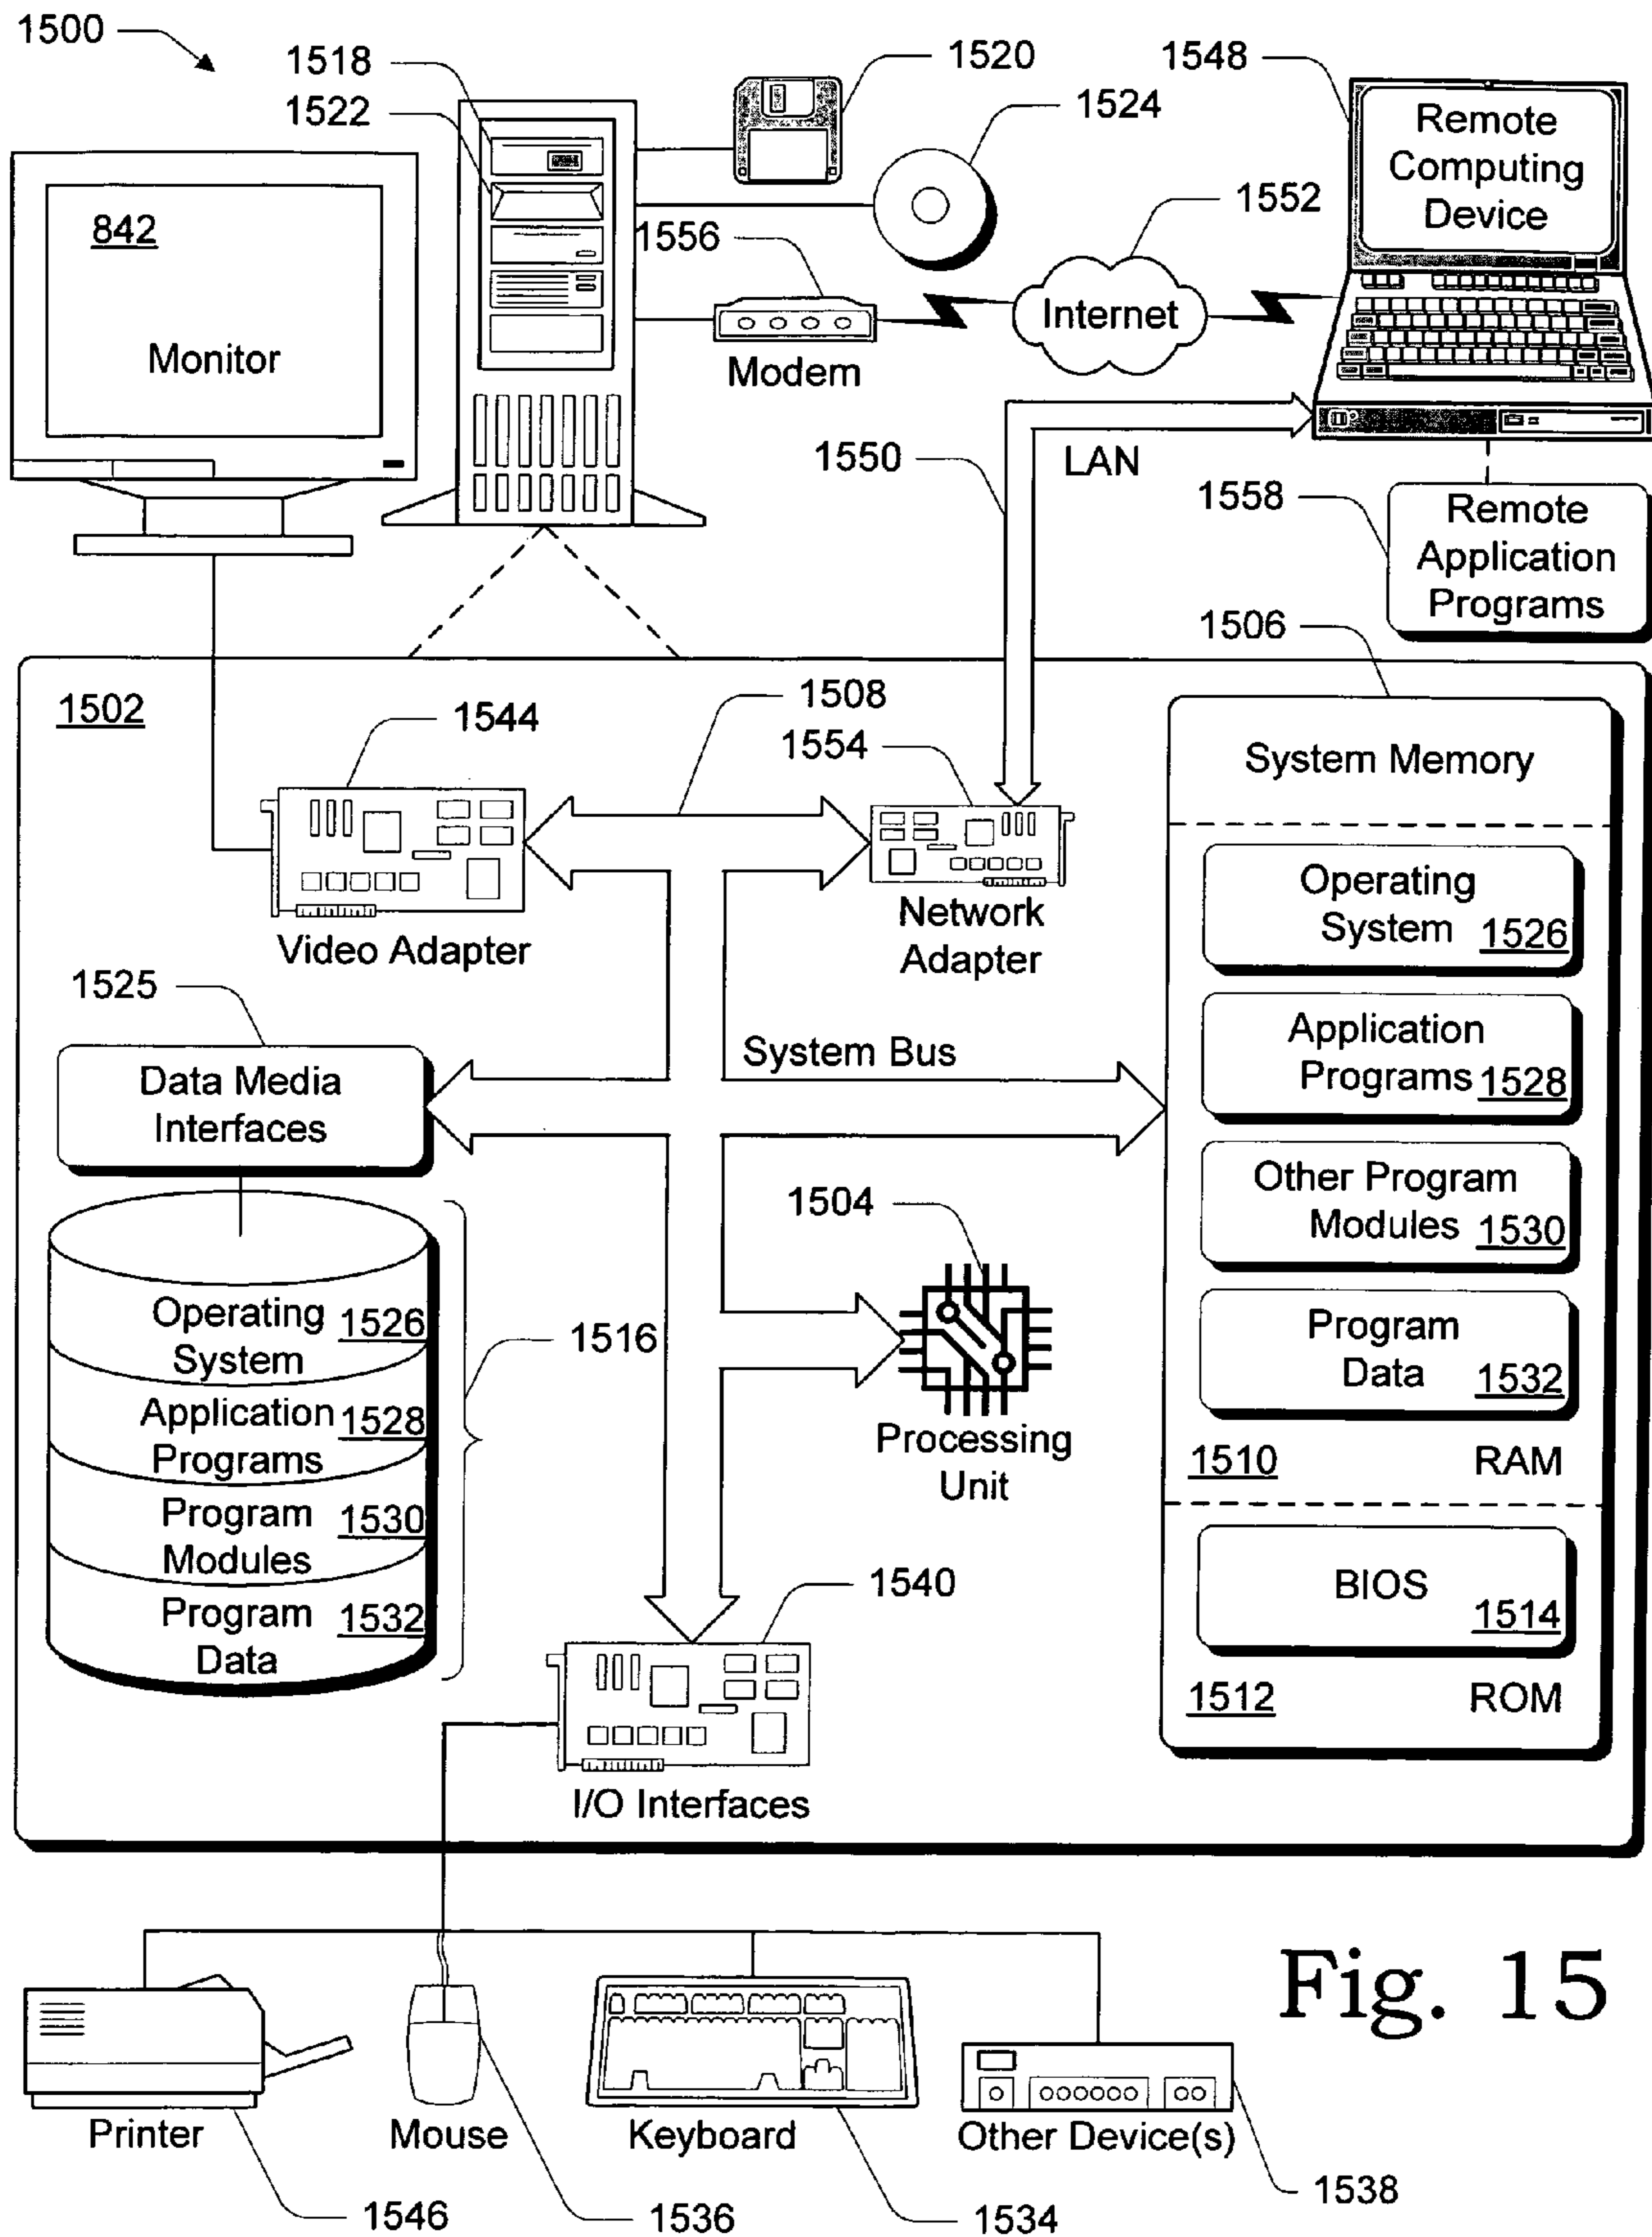 1500
1518
1522
1520
1524
1548
Remote
Computing
Device
842
Monitor
1556
Modem
1552
Internet
1550
LAN
1558
Remote
Application
Programs
1506
1502
1544
1508
1554
System Memory
Video Adapter
Network
Adapter
Operating
System 1526
1525
Data Media
Interfaces
System Bus
Application
Programs 1528
Other Program
Modules 1530
1504
Processing
Unit
Program
Data 1532
1510 RAM
Operating 1526
System
Application 1528
Programs
Program 1530
Modules
Program 1532
Data
1516
BIOS
1514
1512 ROM
1540
I/O Interfaces
Fig. 15
Printer
Mouse
Keyboard
Other Device(s)
1546
1536
1534
1538